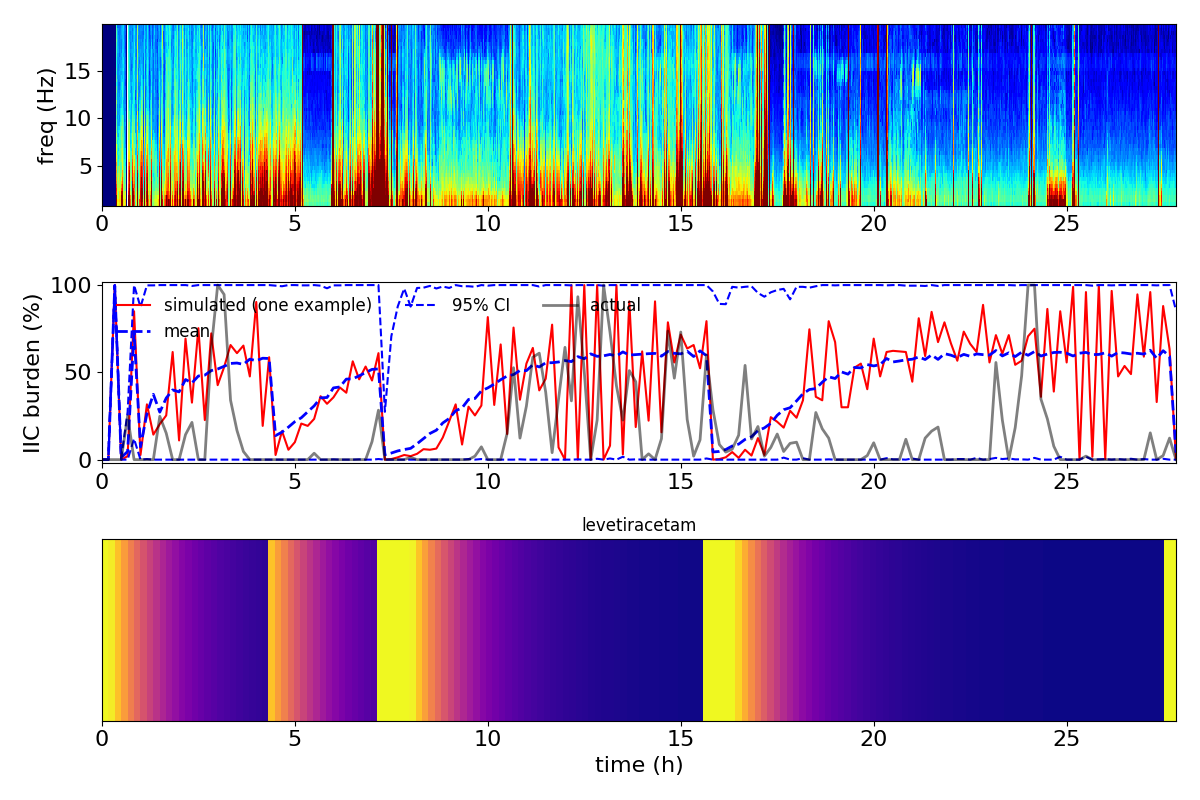 freq (Hz)
15
10
5
0 5 10 15 20 25
IIC burden (%)
100
50
0
simulated (one example)
mean
95% CI
actual
0 5 10 15 20 25
levetiracetam
0 5 10 15 20 25
time (h)